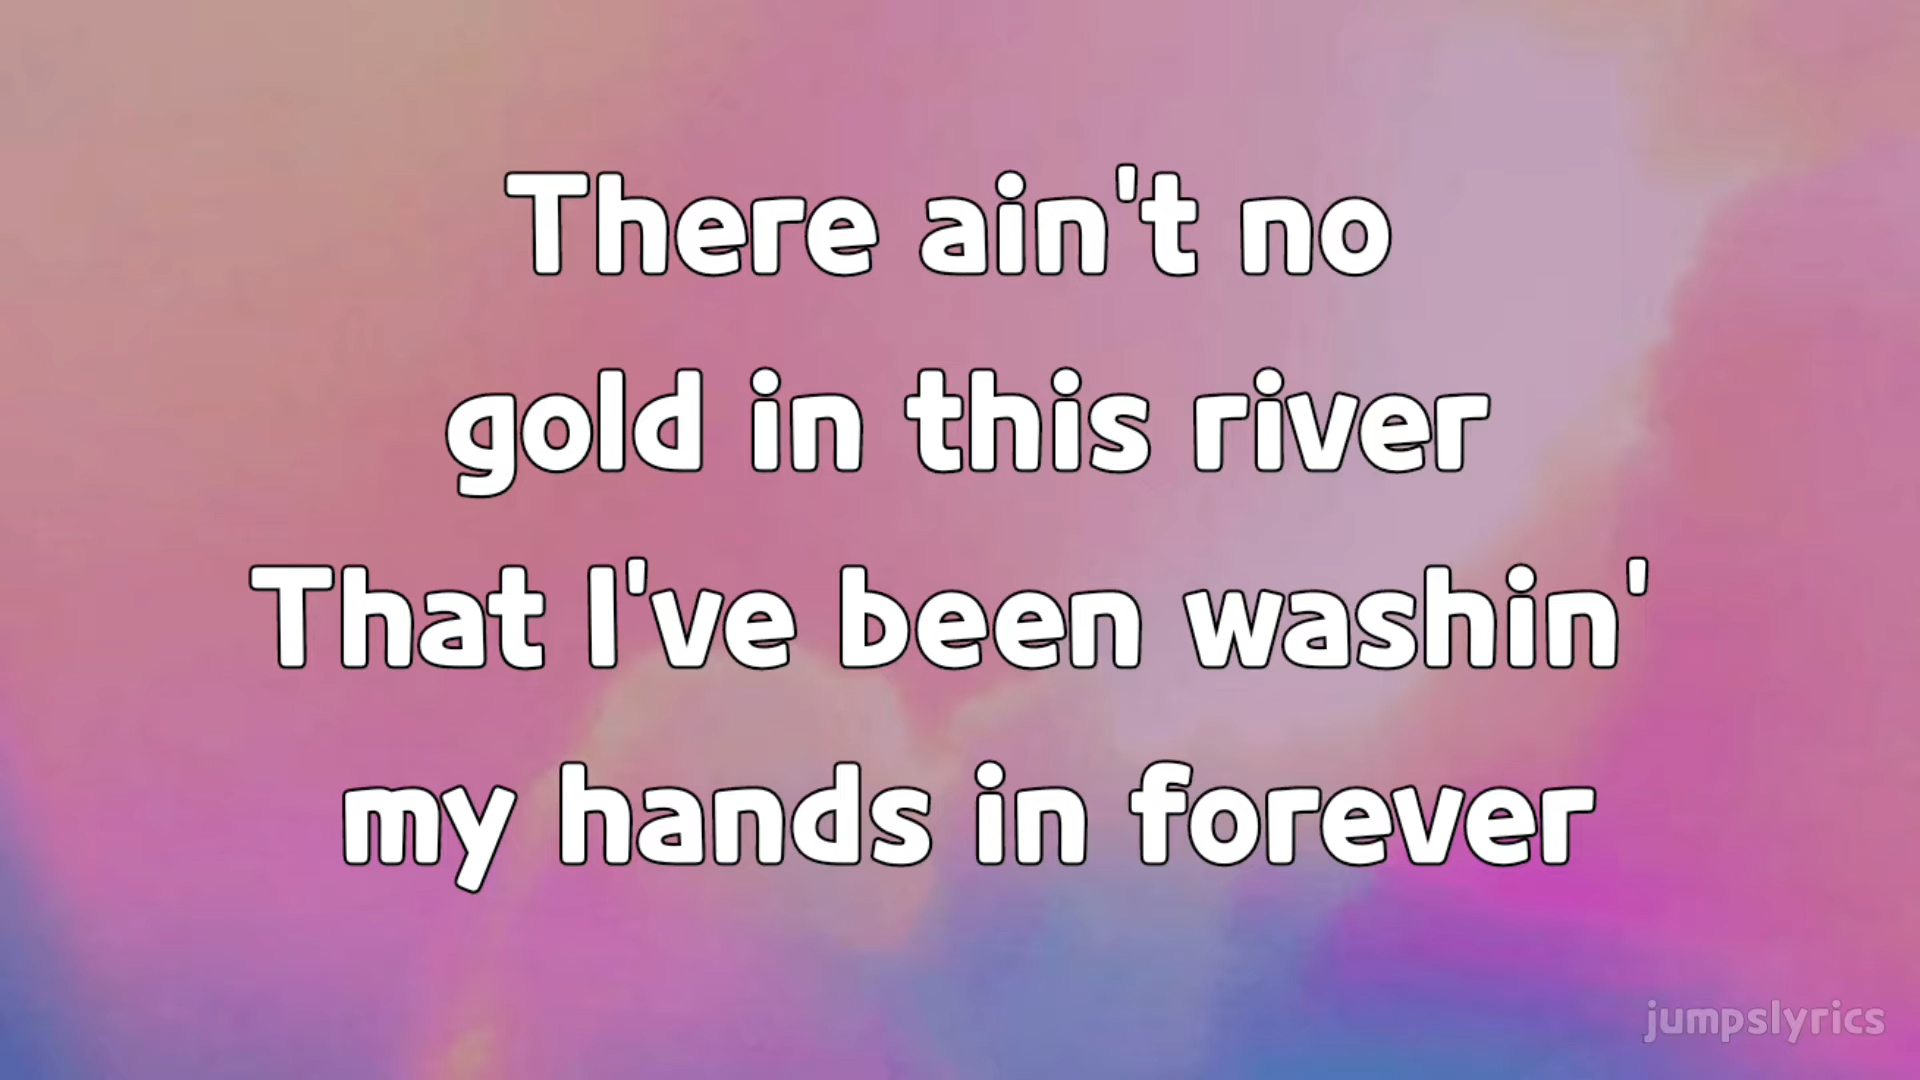 There ain't no
gold in this river
That I've been washin'
my hands in forever
jumpslyrics